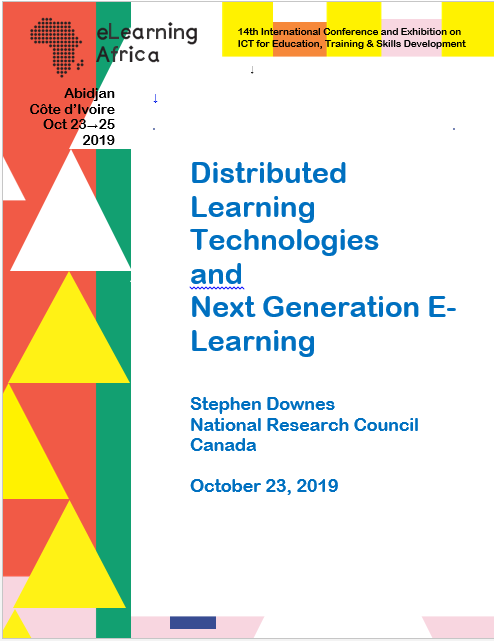 eLearning
Africa
14th International Conference and Exhibition on
ICT for Education, Training & Skills Development
Abidjan
Côte d'Ivoire
Oct 23→25
2019
↓
↓
Distributed
Learning
Technologies
and
Next Generation E-
Learning
Stephen Downes
National Research Council
Canada
October 23, 2019